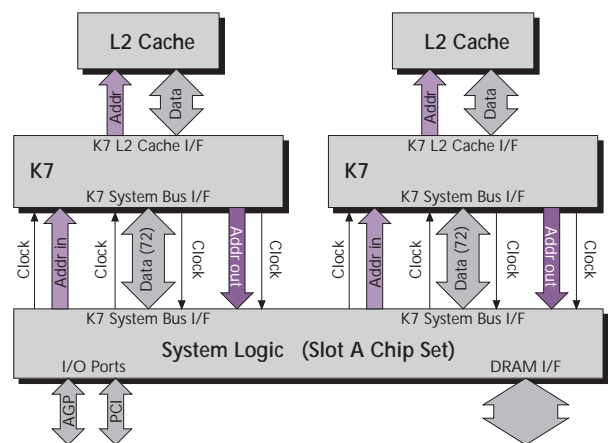 L2 Cache
L2 Cache
Addr
Data
Addr
Data
K7 L2 Cache I/F
K7
K7 System Bus I/F
K7 L2 Cache I/F
K7
K7 System Bus I/F
Clock
Addr in
Clock
Data (72)
Clock
Addr out
Clock
Clock
Addr in
Clock
Data (72)
Clock
Addr out
Clock
K7 System Bus I/F
K7 System Bus I/F
System Logic (Slot A Chip Set)
I/O Ports
DRAM I/F
AGP
PCI